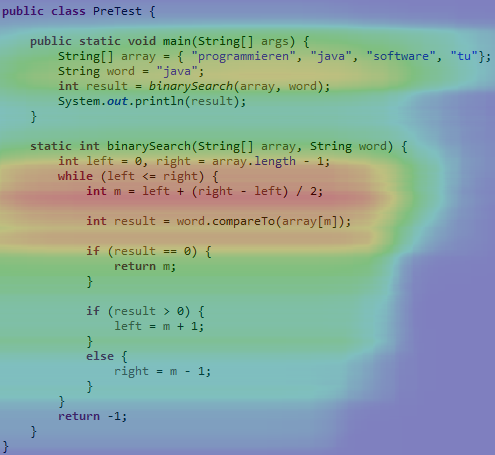 public class PreTest {
public static void main(String[] args) {
String[] array = { "programmieren", "java", "software", "tu"};
String word = "java";
int result = binarySearch(array, word);
System.out.println(result);
}
static int binarySearch(String[] array, String word) {
int left = 0, right = array.length - 1;
while (left <= right) {
int m = left + (right - left) / 2;
int result = word.compareTo(array[m]);
if (result == 0) {
return m;
}
if (result > 0) {
left = m + 1;
}
else {
right = m - 1;
}
}
return -1;
}
}